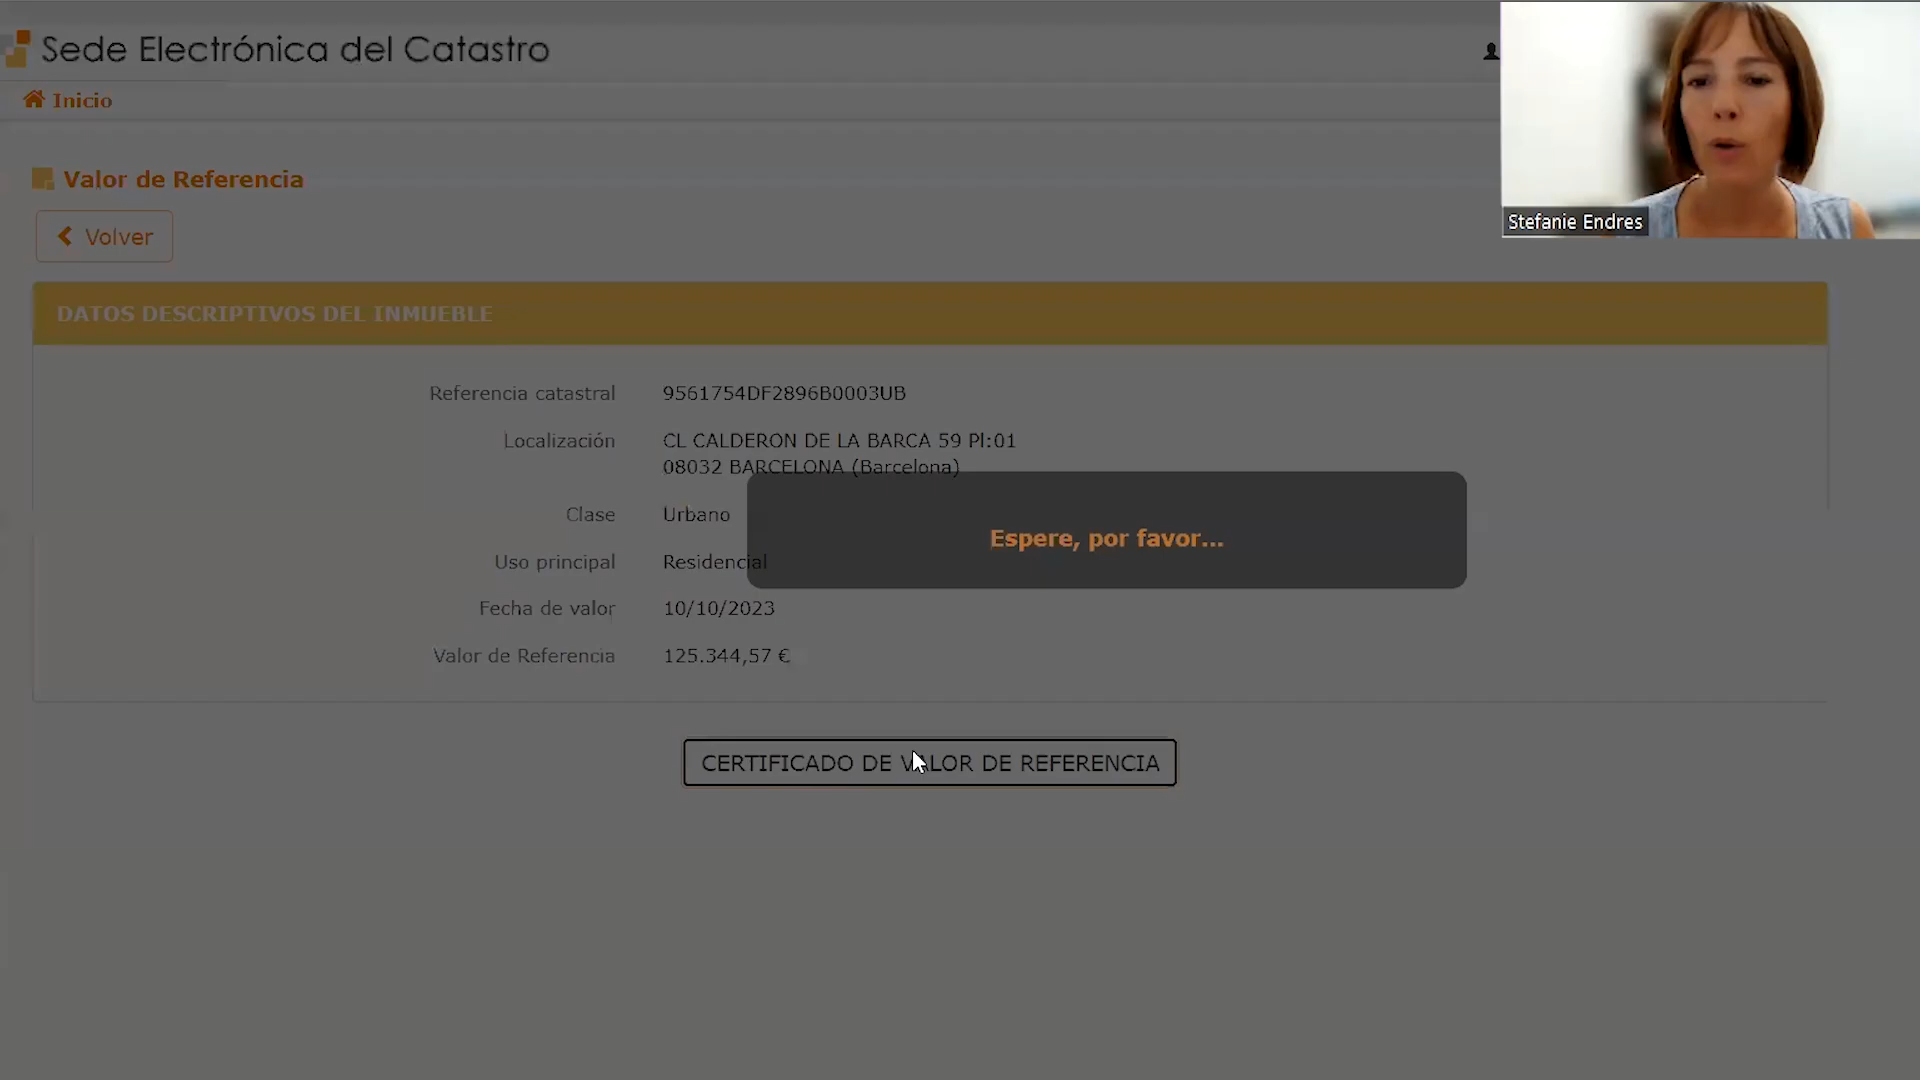 Sede Electrónica del Catastro
Inicio
Valor de Referencia
Volver
DATOS DESCRIPTIVOS DEL INMUEBLE
Referencia catastral 9561754DF2896B0003UB
Localización CL CALDERON DE LA BARCA 59 Pl:01
08032 BARCELONA (Barcelona)
Clase Urbano
Espere, por favor...
Uso principal Residencial
Fecha de valor 10/10/2023
Valor de Referencia 125.344,57 €
CERTIFICADO DE VALOR DE REFERENCIA
Stefanie Endres